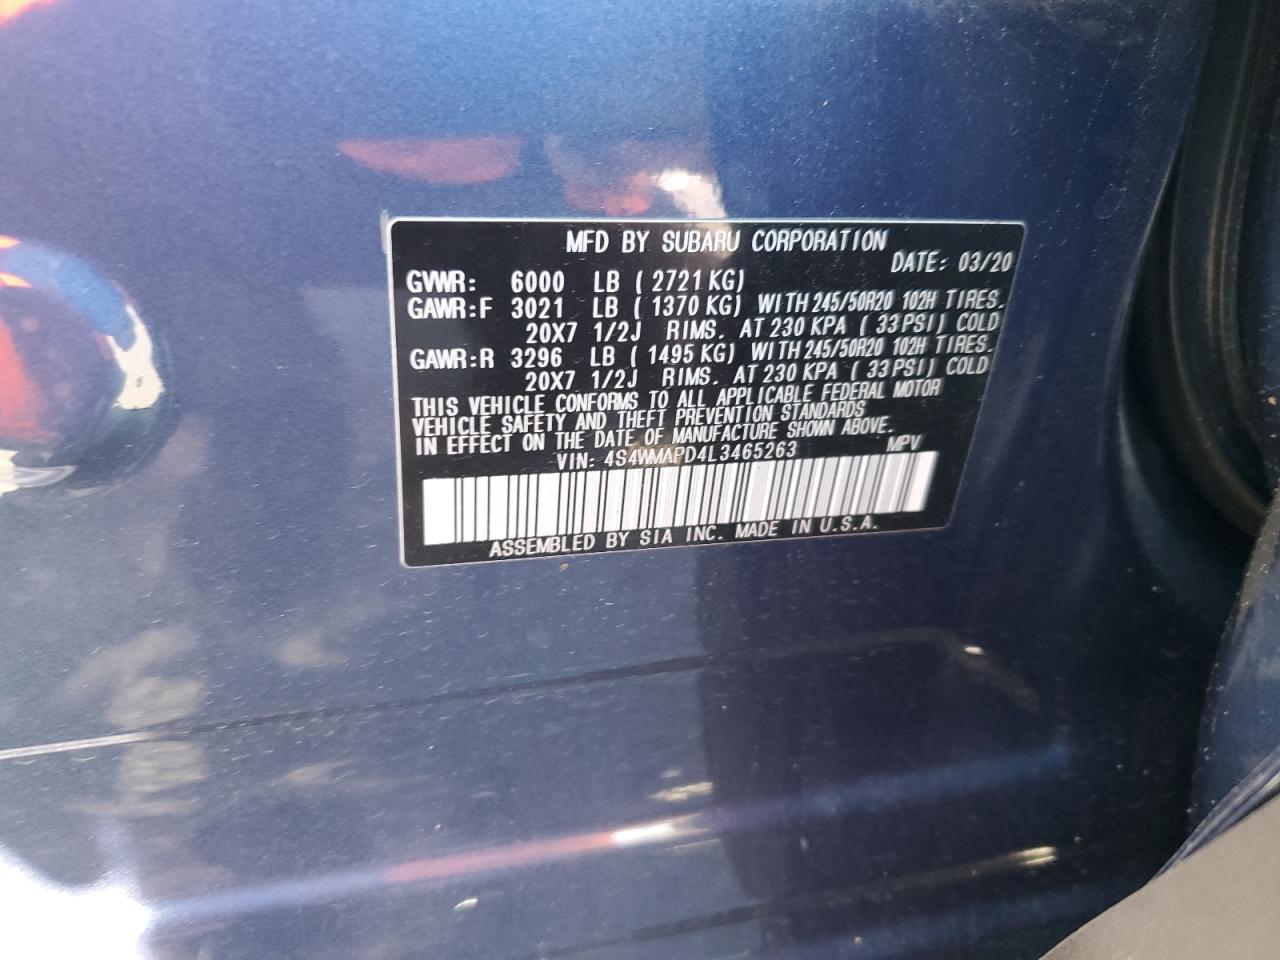 MFD BY SUBARU CORPORATION
DATE: 03/20
GVWR: 6000 LB ( 2721 KG)
GAWR:F 3021 LB ( 1370 KG) WITH 245/50R20 102H TIRES.
20X7 1/2J RIMS. AT 230 KPA ( 33 PSI) COLD
GAWR:R 3296 LB ( 1495 KG) WITH 245/50R20 102H TIRES.
20X7 1/2J RIMS. AT 230 KPA ( 33 PSI) COLD
THIS VEHICLE CONFORMS TO ALL APPLICABLE FEDERAL MOTOR
VEHICLE SAFETY AND THEFT PREVENTION STANDARDS
IN EFFECT ON THE DATE OF MANUFACTURE SHOWN ABOVE.
VIN: 4S4WMAPD4L3465263 MPV
ASSEMBLED BY SIA INC. MADE IN U.S.A.